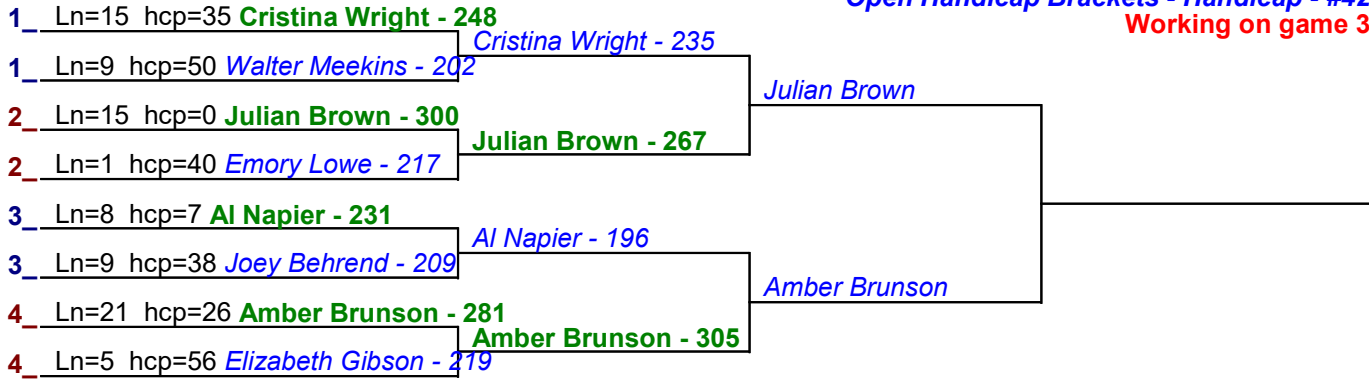 Open Handicap Brackets - Handicap - #42
Working on game 3
1_ Ln=15 hcp=35 Cristina Wright - 248
Cristina Wright - 235
1_ Ln=9 hcp=50 Walter Meekins - 202
Julian Brown
2_ Ln=15 hcp=0 Julian Brown - 300
Julian Brown - 267
2_ Ln=1 hcp=40 Emory Lowe - 217
3_ Ln=8 hcp=7 Al Napier - 231
Al Napier - 196
3_ Ln=9 hcp=38 Joey Behrend - 209
Amber Brunson
4_ Ln=21 hcp=26 Amber Brunson - 281
Amber Brunson - 305
4_ Ln=5 hcp=56 Elizabeth Gibson - 219